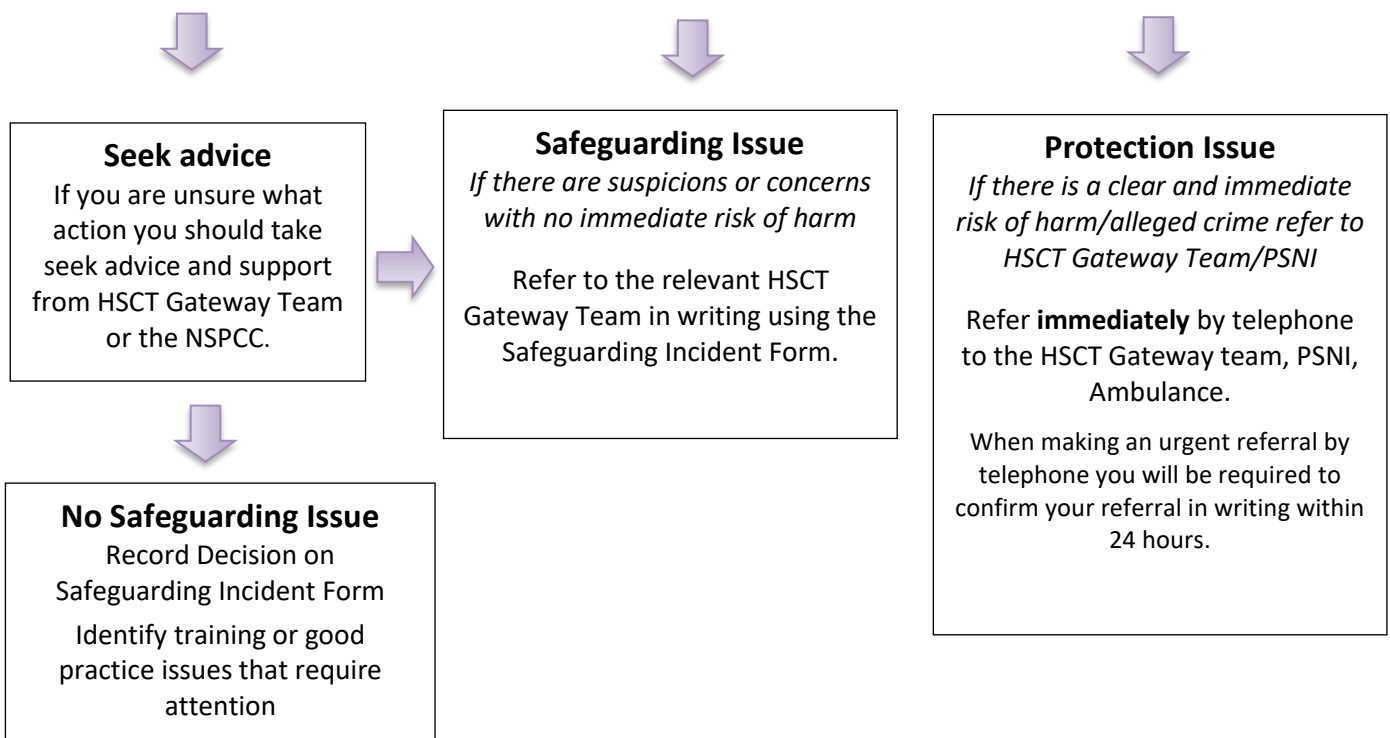 Seek advice
If you are unsure what
action you should take
seek advice and support
from HSCT Gateway Team
or the NSPCC.
Safeguarding Issue
If there are suspicions or concerns
with no immediate risk of harm
Refer to the relevant HSCT
Gateway Team in writing using the
Safeguarding Incident Form.
Protection Issue
If there is a clear and immediate
risk of harm/alleged crime refer to
HSCT Gateway Team/PSNI
Refer immediately by telephone
to the HSCT Gateway team, PSNI,
Ambulance.
When making an urgent referral by
telephone you will be required to
confirm your referral in writing within
24 hours.
No Safeguarding Issue
Record Decision on
Safeguarding Incident Form
Identify training or good
practice issues that require
attention